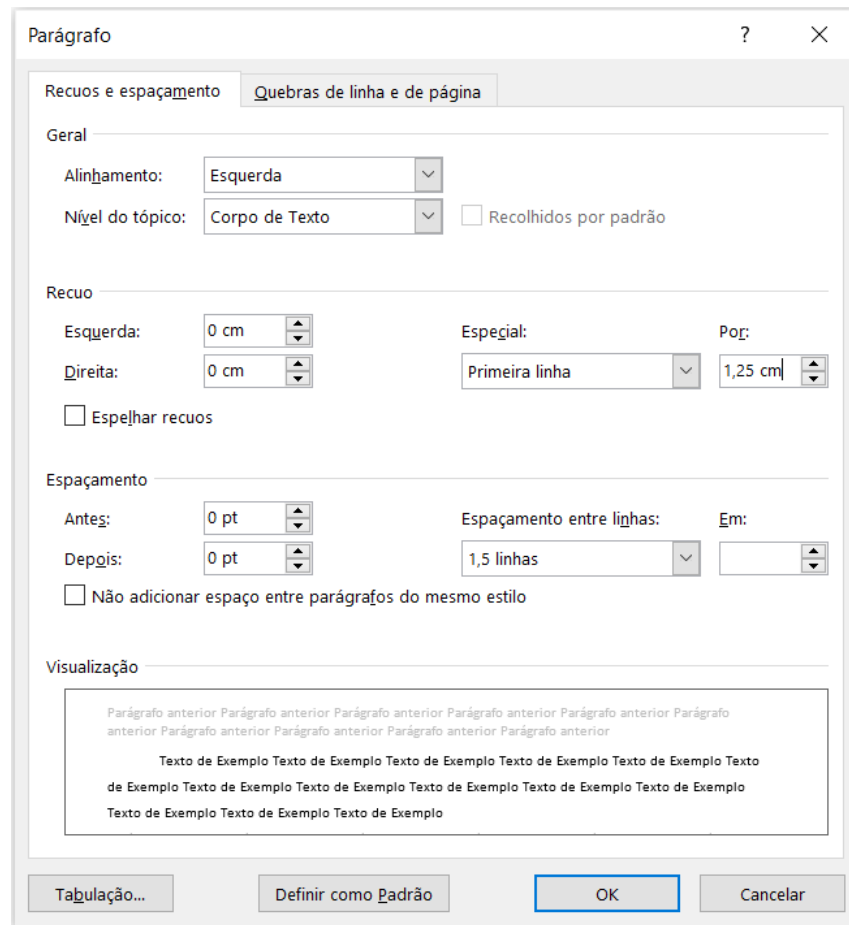 Parágrafo ?
Recuos e espaçamento Quebras de linha e de página
Geral
Alinhamento: Esquerda
Nível do tópico: Corpo de Texto Recolhidos por padrão
Recuo
Esquerda: 0 cm Especial: Por:
Direita: 0 cm Primeira linha 1,25 cm
Espelhar recuos
Espaçamento
Antes: 0 pt Espaçamento entre linhas: Em:
Depois: 0 pt 1,5 linhas
Não adicionar espaço entre parágrafos do mesmo estilo
Visualização
Parágrafo anterior Parágrafo anterior Parágrafo anterior Parágrafo anterior Parágrafo anterior Parágrafo
anterior Parágrafo anterior Parágrafo anterior Parágrafo anterior Parágrafo anterior
Texto de Exemplo Texto de Exemplo Texto de Exemplo Texto de Exemplo Texto de Exemplo Texto
de Exemplo Texto de Exemplo Texto de Exemplo Texto de Exemplo Texto de Exemplo Texto de Exemplo
Texto de Exemplo Texto de Exemplo Texto de Exemplo
Tabulação... Definir como Padrão OK Cancelar